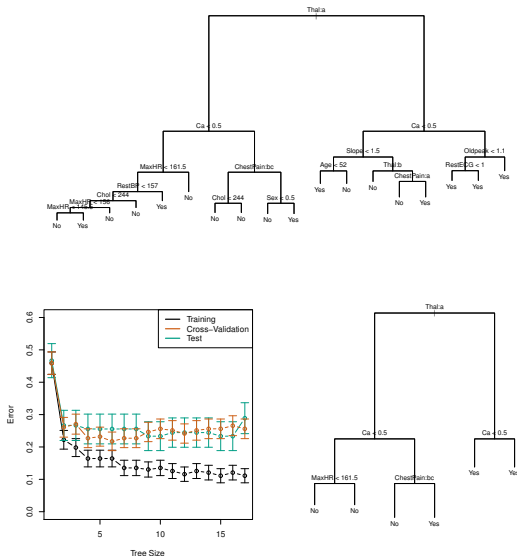 Thal:a
Ca < 0.5
Ca < 0.5
MaxHR < 161.5
ChestPain:bc
Slope < 1.5
Oldpeak < 1.1
RestBP < 157
No
Age < 52
Thal:b
RestECG < 1
Yes
Chol < 244
Yes
Chol < 244
Sex < 0.5
Yes
No
No
ChestPain:a
Yes
Yes
MaxHR < 156
No
No
No
No
Yes
No
Yes
No
No
Yes
0.0 0.1 0.2 0.3 0.4 0.5 0.6
Error
Training
Cross-Validation
Test
5 10 15
Tree Size
Thal:a
Ca < 0.5
Ca < 0.5
MaxHR < 161.5
ChestPain:bc
Yes
Yes
No
No
No
Yes